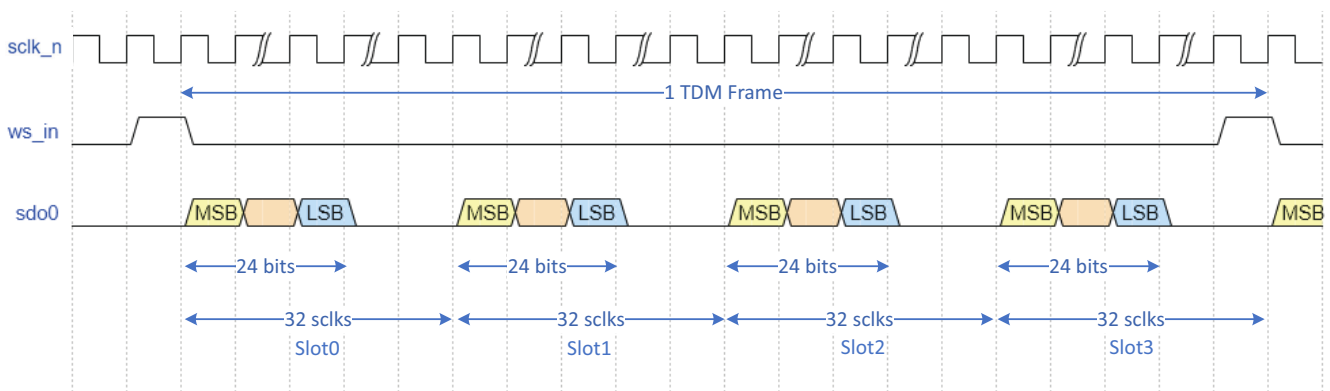 sclk_n
1 TDM Frame
ws_in
sdo0
MSB LSB MSB LSB MSB LSB MSB LSB MSB
24 bits 24 bits 24 bits 24 bits
32 sclks 32 sclks 32 sclks 32 sclks
Slot0 Slot1 Slot2 Slot3